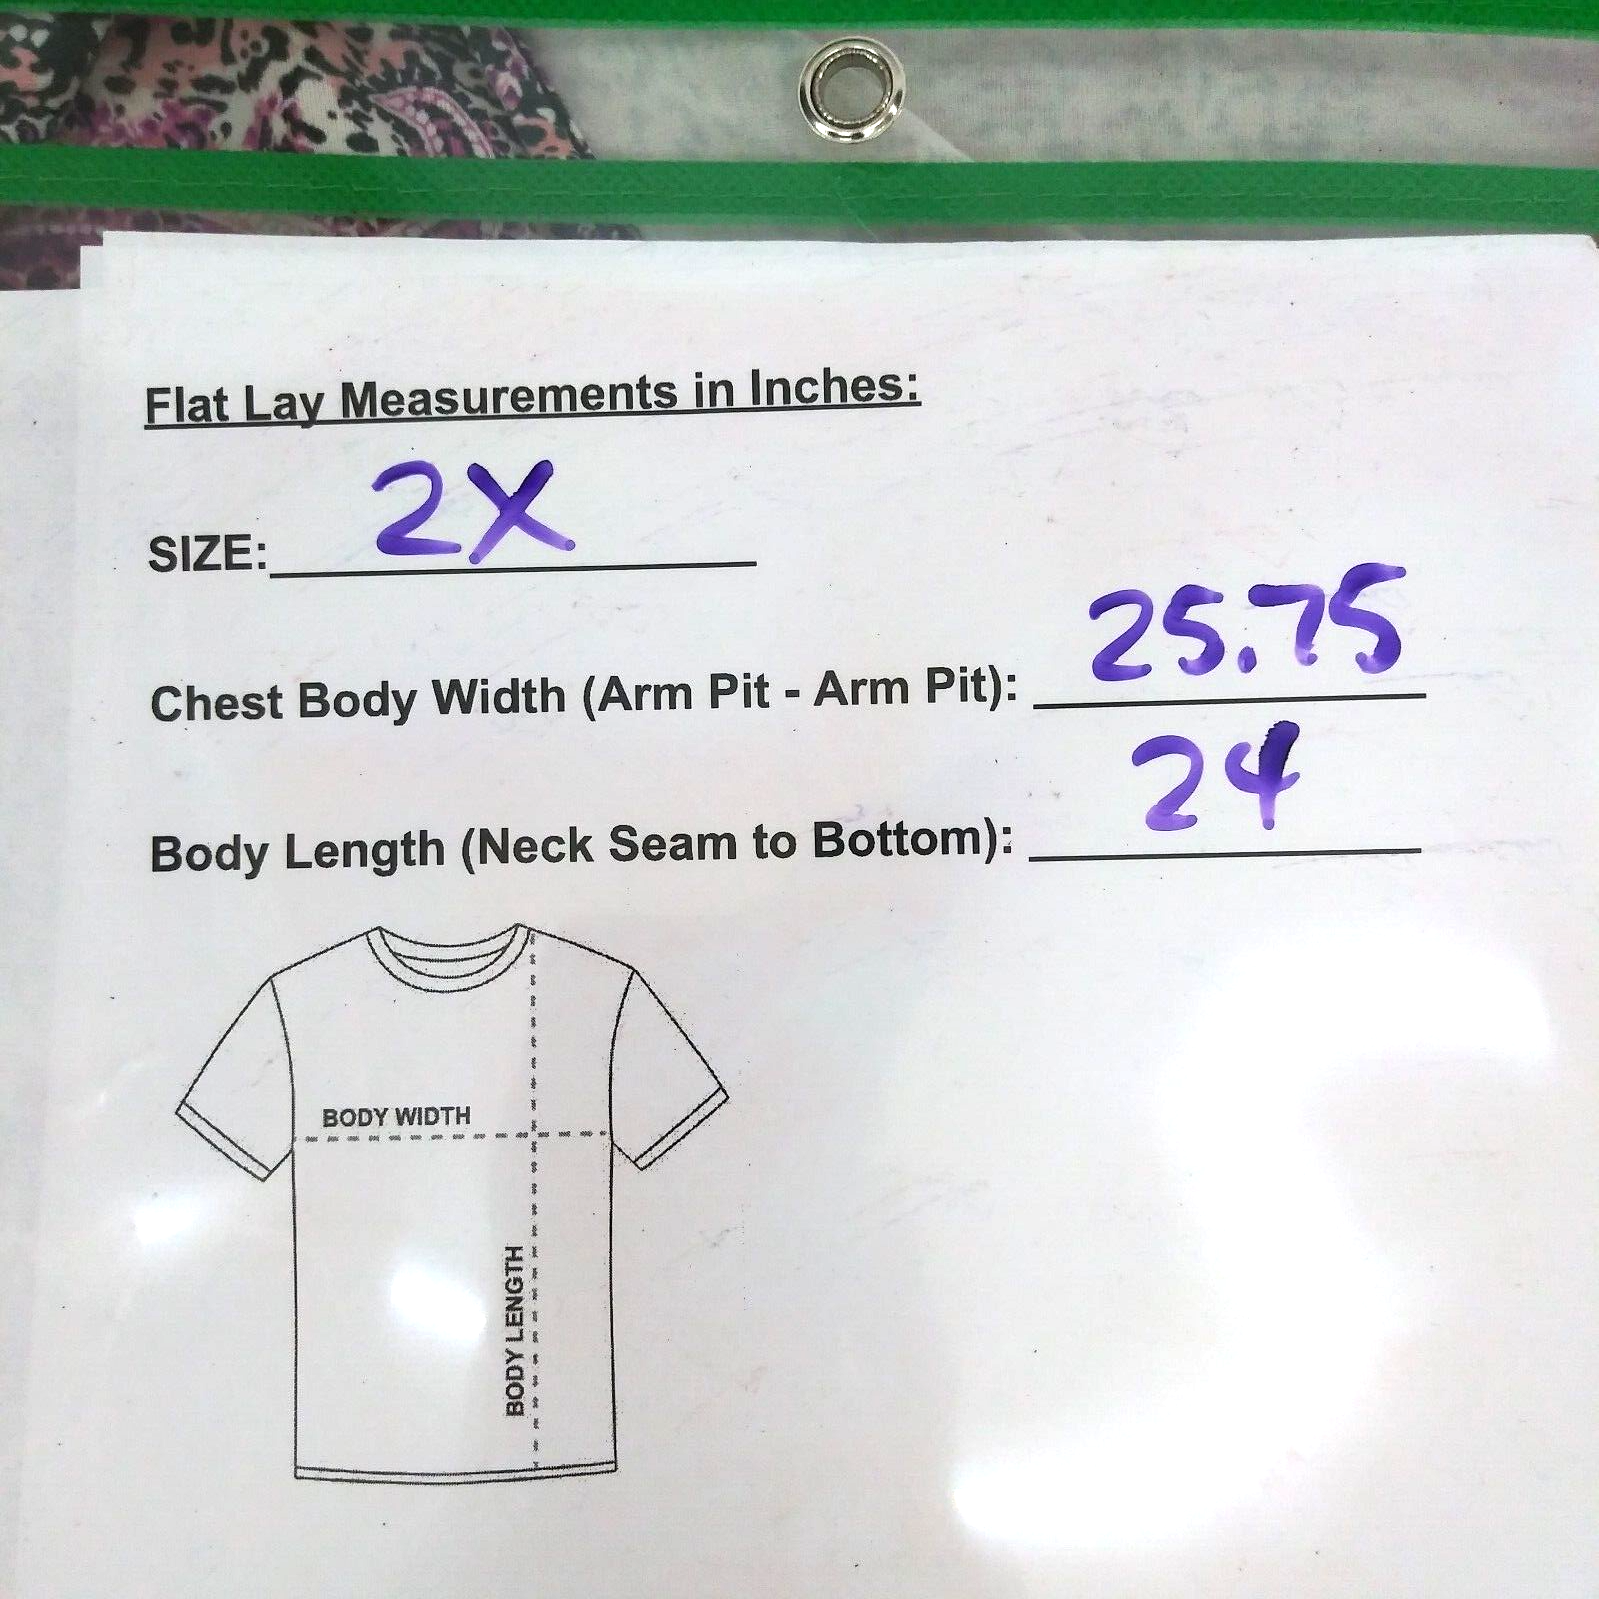 Flat Lay Measurements in Inches:
SIZE: 2X
Chest Body Width (Arm Pit - Arm Pit): 25.75
Body Length (Neck Seam to Bottom): 24
BODY WIDTH
BODY LENGTH